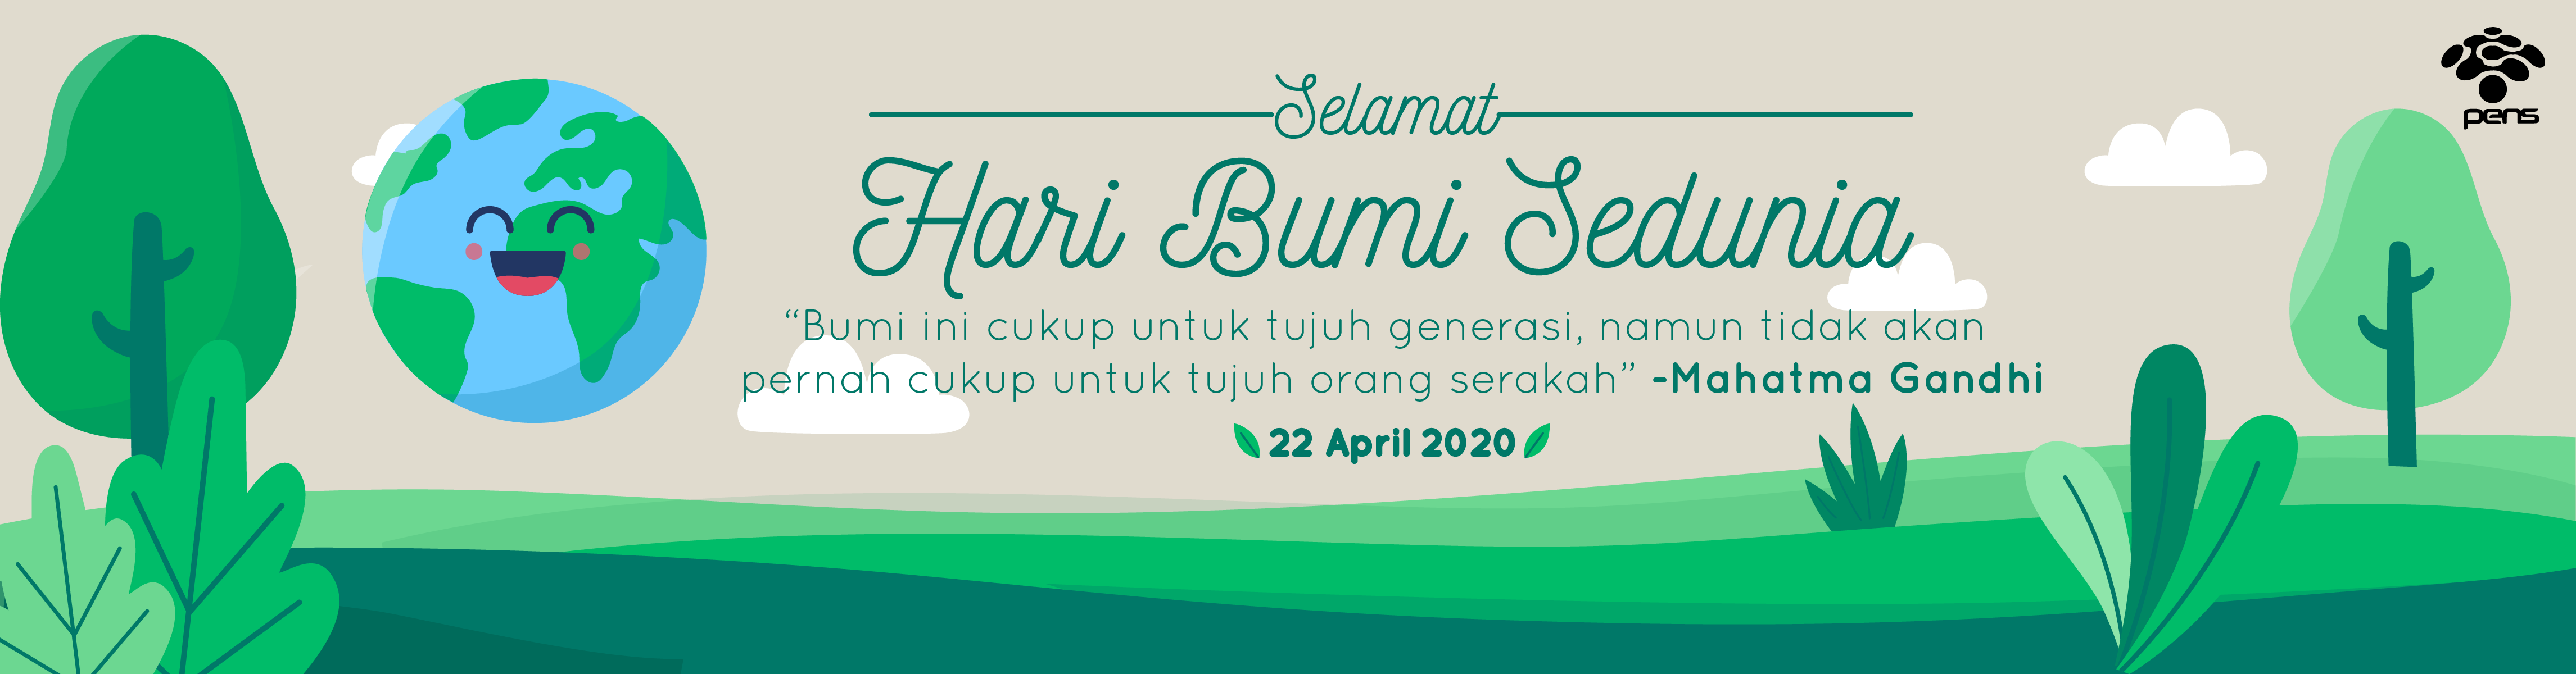 Selamat
Hari Bumi Sedunia
“Bumi ini cukup untuk tujuh generasi, namun tidak akan
pernah cukup untuk tujuh orang serakah” -Mahatma Gandhi
22 April 2020
pens